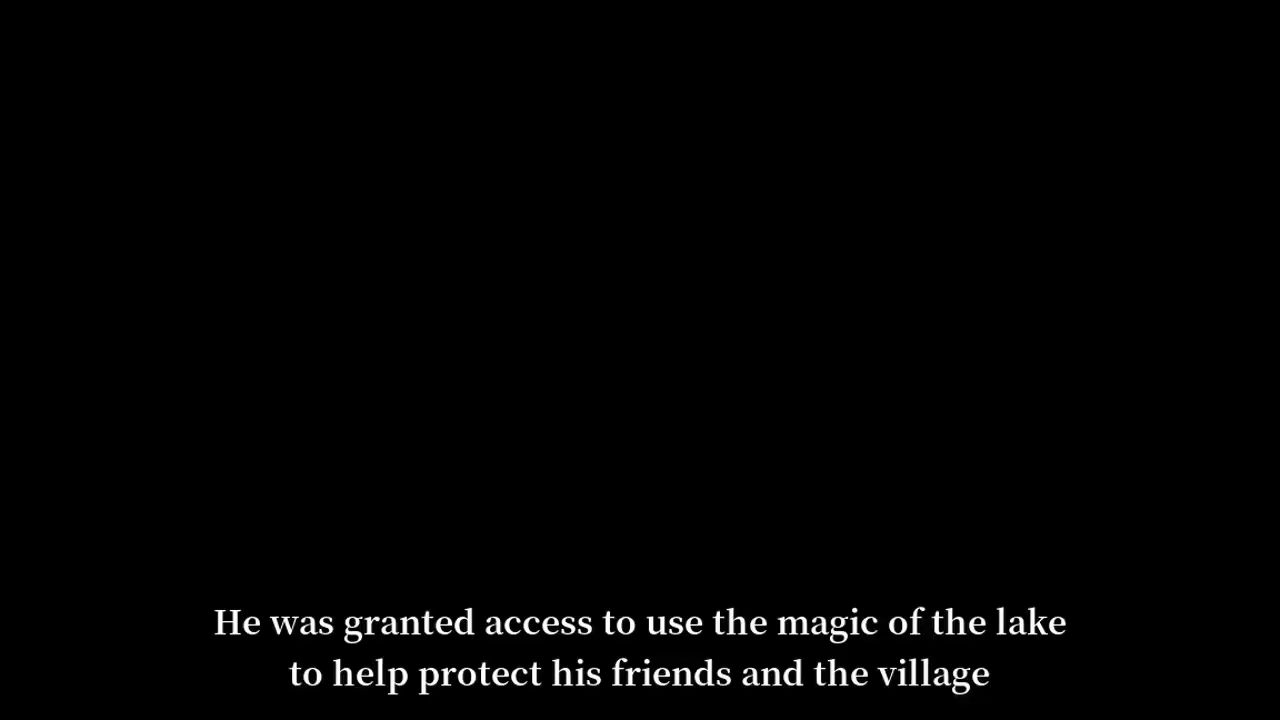 He was granted access to use the magic of the lake
to help protect his friends and the village